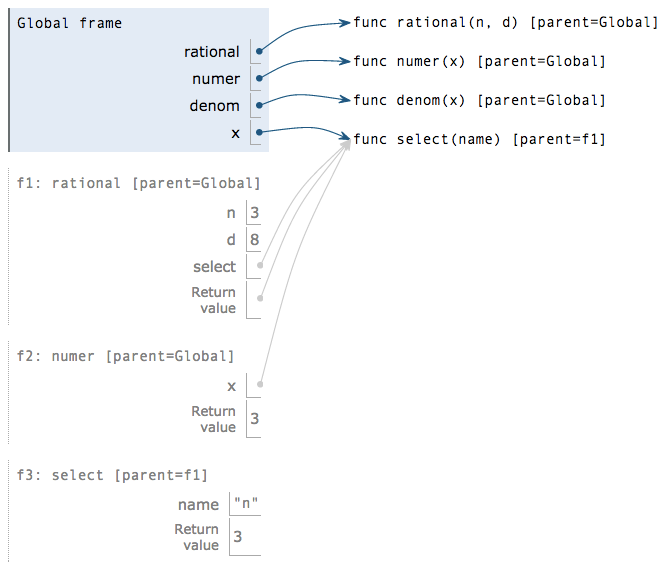 Global frame
rational
numer
denom
x
func rational(n, d) [parent=Global]
func numer(x) [parent=Global]
func denom(x) [parent=Global]
func select(name) [parent=f1]
f1: rational [parent=Global]
n 3
d 8
select
Return
value
f2: numer [parent=Global]
x
Return
value 3
f3: select [parent=f1]
name "n"
Return
value 3